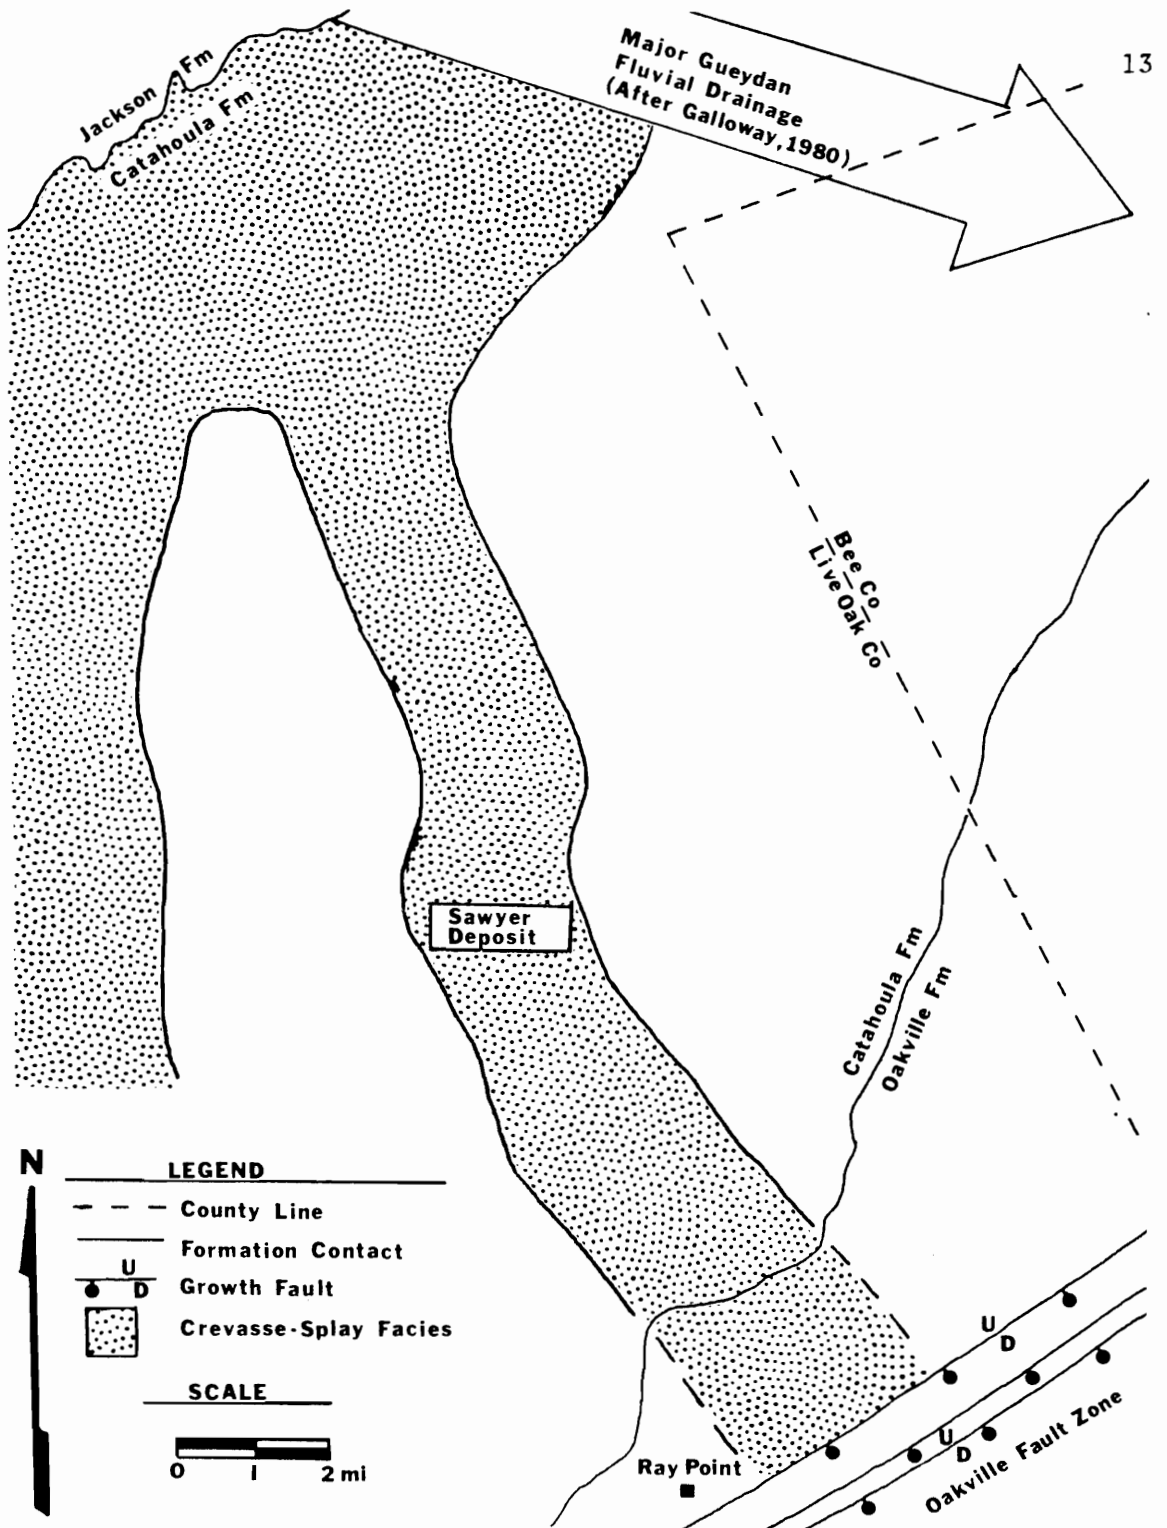 13
Major Gueydan
Fluvial Drainage
(After Galloway, 1980)
Jackson Fm
Catahoula Fm
Bee Co
Live Oak Co
Sawyer
Deposit
Catahoula Fm
Oakville Fm
N
LEGEND
County Line
Formation Contact
U
D
Growth Fault
Crevasse-Splay Facies
SCALE
0 1 2 mi
U
D
U
D
Ray Point
Oakville Fault Zone